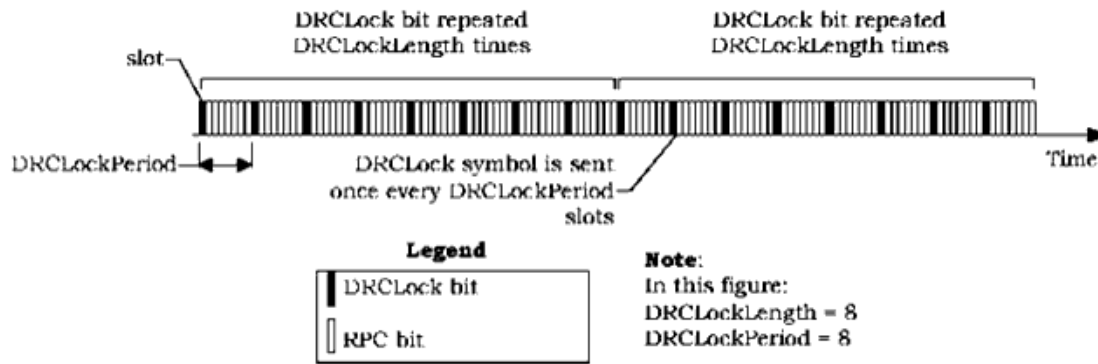 DRCLock bit repeated
DRCLockLength times
DRCLock bit repeated
DRCLockLength times
slot
DRCLockPeriod
DRCLock symbol is sent
once every DRCLockPeriod
slots
Time
Legend
DRCLock bit
RPC bit
Note:
In this figure:
DRCLockLength = 8
DRCLockPeriod = 8